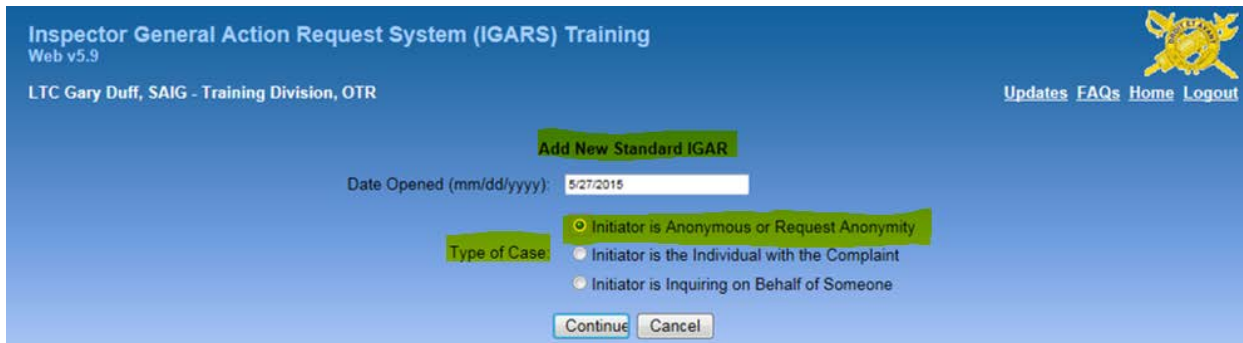 Inspector General Action Request System (IGARS) Training
Web v5.9
LTC Gary Duff, SAIG - Training Division, OTR
Updates FAQs Home Logout
Add New Standard IGAR
Date Opened (mm/dd/yyyy): 5/27/2015
Initiator is Anonymous or Request Anonymity
Type of Case: Initiator is the Individual with the Complaint
Initiator is Inquiring on Behalf of Someone
Continue Cancel